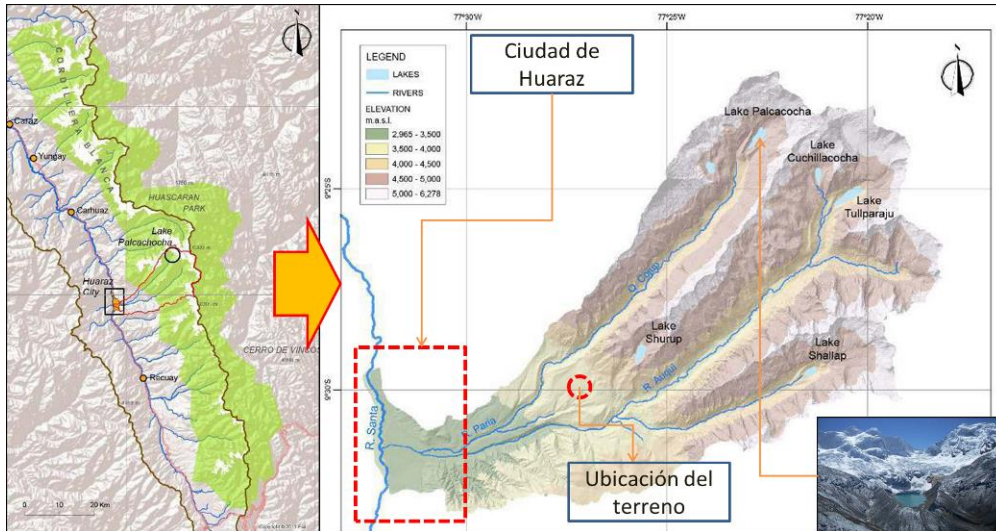 CORDILLERA BLANCA
Caraz
Yungay
Carhuaz
HUASCARAN
PARK
Lake
Palcachocha
Huaraz
City
CERRO DE VINCOS
Recuay
0 10 20 Km
77°30'W
77°25'W
77°20'W
9°25'S
9°30'S
LEGEND
LAKES
RIVERS
ELEVATION
m.a.s.l.
2,965 - 3,500
3,500 - 4,000
4,000 - 4,500
4,500 - 5,000
5,000 - 6,278
Ciudad de
Huaraz
Lake Palcacocha
Lake
Cuchillacocha
Lake
Tullparaju
Q. Cojup
Lake
Shurup
R. Auqui
Lake
Shallap
R. Santa
R. Paria
Ubicación del
terreno